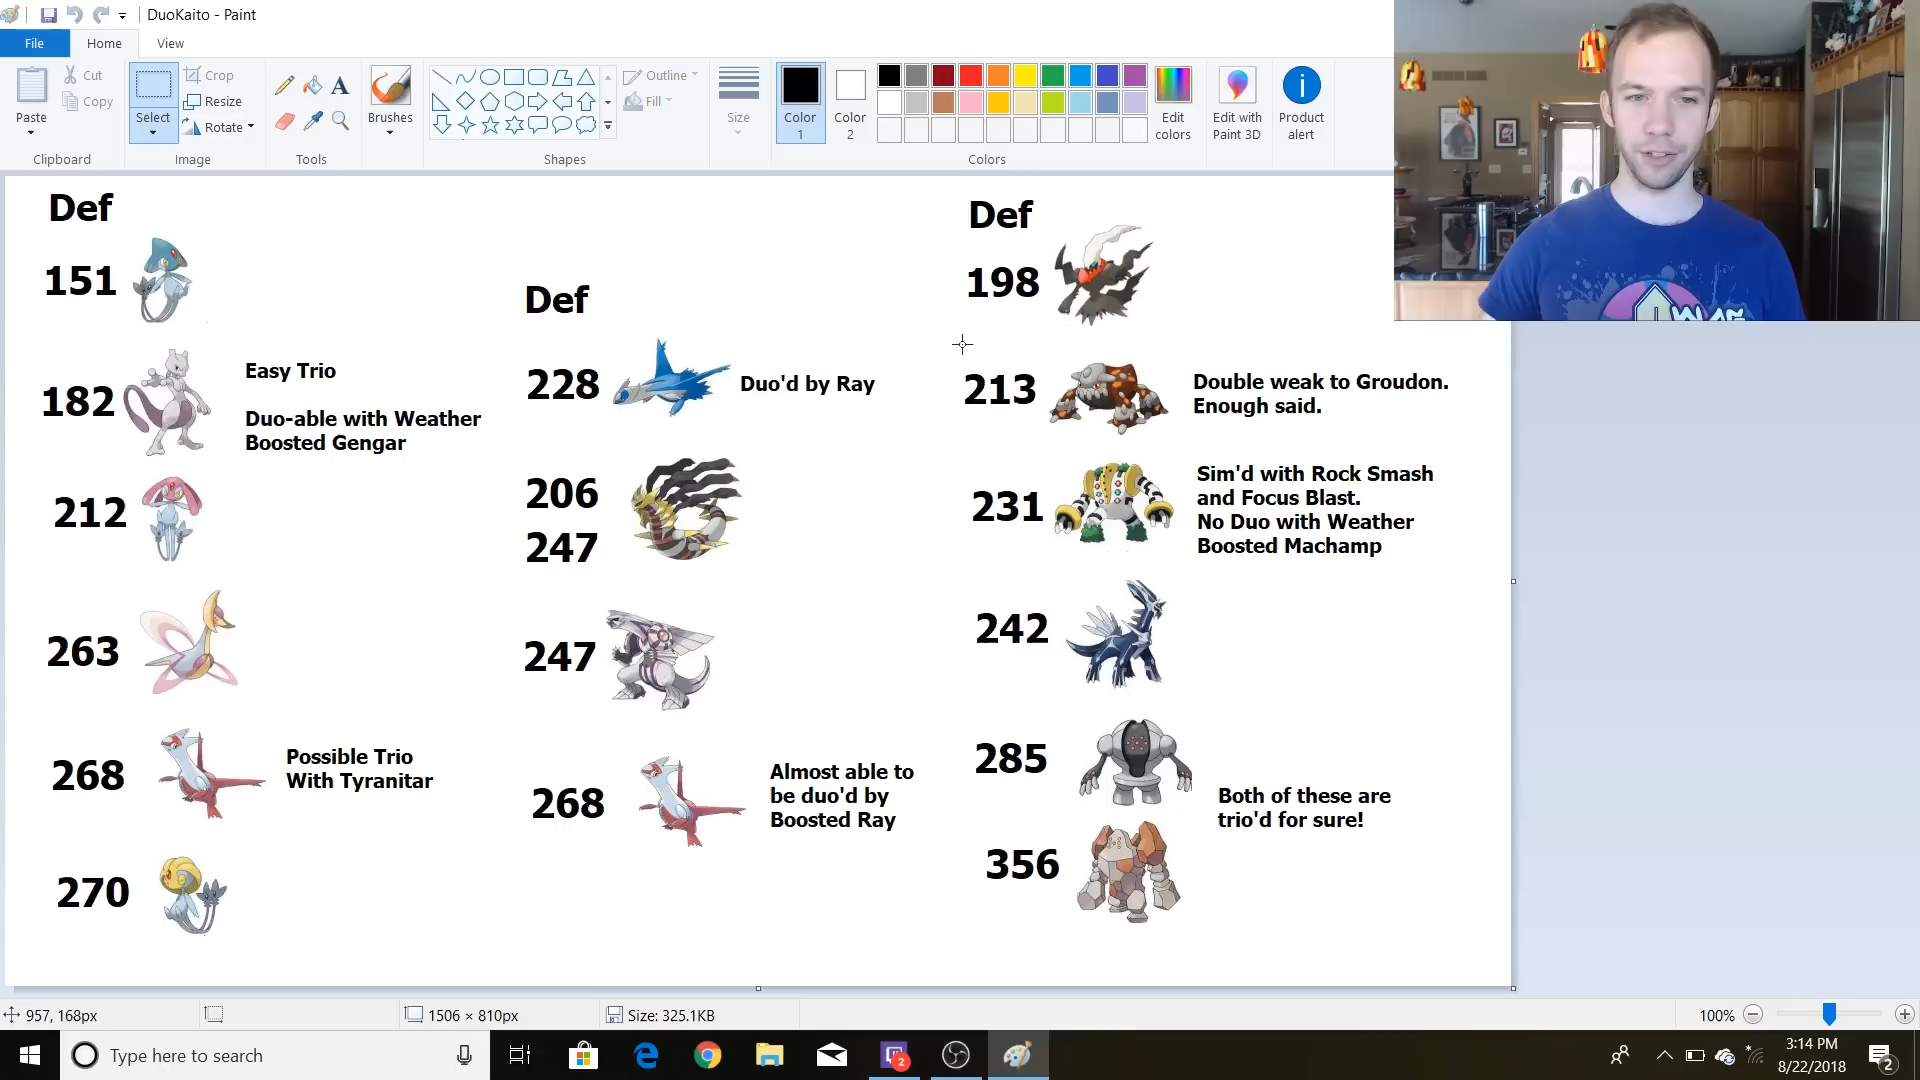 DuoKaito - Paint
File
Home
View
Paste
Cut
Copy
Clipboard
Select
Crop
Resize
Rotate
Image
Tools
Brushes
Outline
Fill
Shapes
Size
Color 1
Color 2
Edit colors
Colors
Edit with Paint 3D
Product alert
Def
151
182
Easy Trio
Duo-able with Weather
Boosted Gengar
212
263
268
Possible Trio
With Tyranitar
270
Def
228
Duo'd by Ray
206
247
247
268
Almost able to
be duo'd by
Boosted Ray
Def
198
213
Double weak to Groudon.
Enough said.
231
Sim'd with Rock Smash
and Focus Blast.
No Duo with Weather
Boosted Machamp
242
285
Both of these are
trio'd for sure!
356
957, 168px
1506 × 810px
Size: 325.1KB
100%
Type here to search
2
3:14 PM
8/22/2018
2